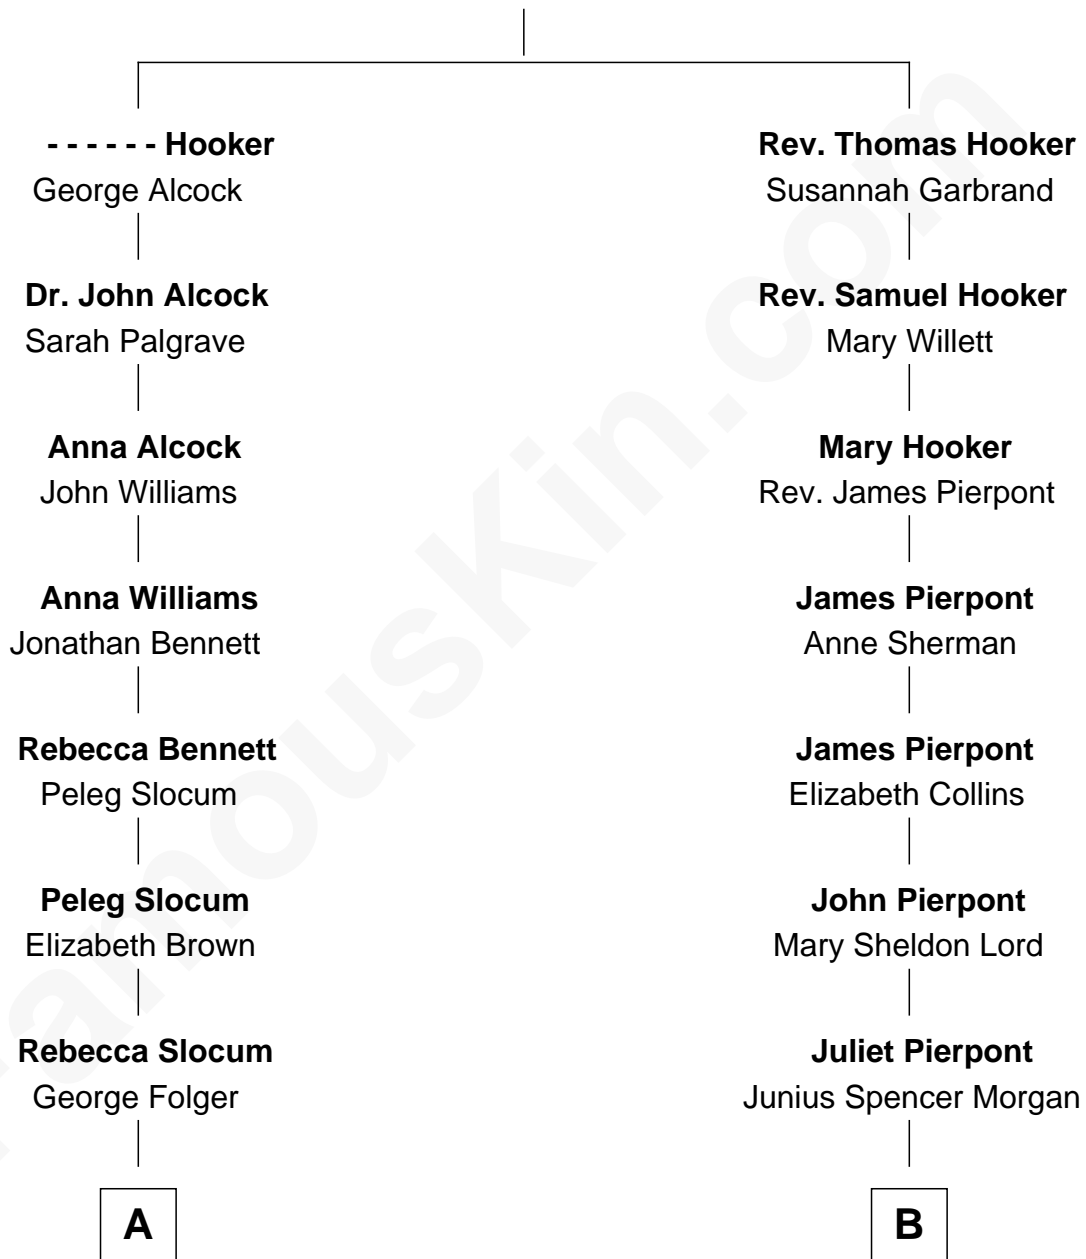 - - - - - - Hooker
George Alcock
Dr. John Alcock
Sarah Palgrave
Anna Alcock
John Williams
Anna Williams
Jonathan Bennett
Rebecca Bennett
Peleg Slocum
Peleg Slocum
Elizabeth Brown
Rebecca Slocum
George Folger
A
Rev. Thomas Hooker
Susannah Garbrand
Rev. Samuel Hooker
Mary Willett
Mary Hooker
Rev. James Pierpont
James Pierpont
Anne Sherman
James Pierpont
Elizabeth Collins
John Pierpont
Mary Sheldon Lord
Juliet Pierpont
Junius Spencer Morgan
B
FamousKin.com